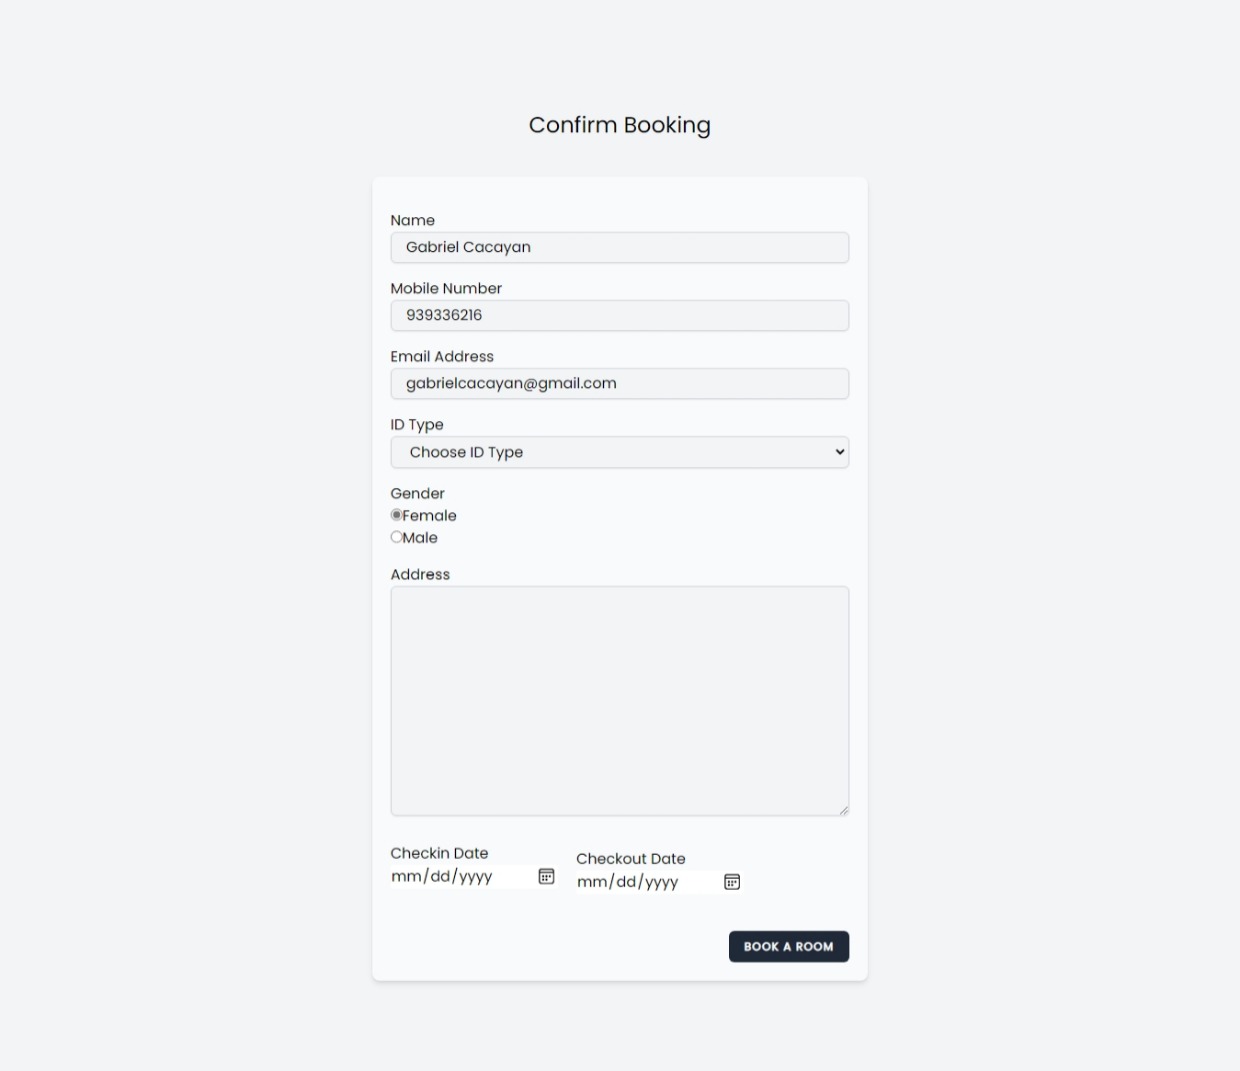 Confirm Booking
Name
Gabriel Cacayan
Mobile Number
939336216
Email Address
gabrielcacayan@gmail.com
ID Type
Choose ID Type
Gender
Female
Male
Address
Checkin Date
mm/dd/yyyy
Checkout Date
mm/dd/yyyy
BOOK A ROOM